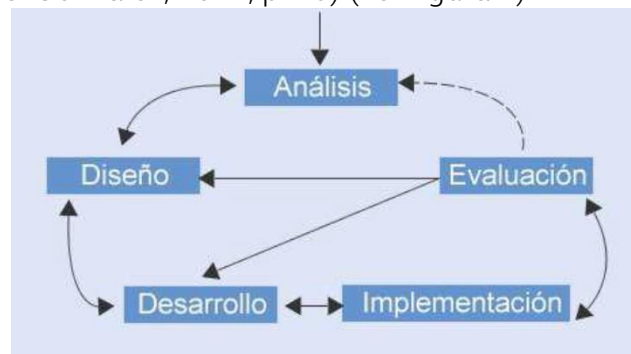 Análisis
Diseño
Evaluación
Desarrollo
Implementación